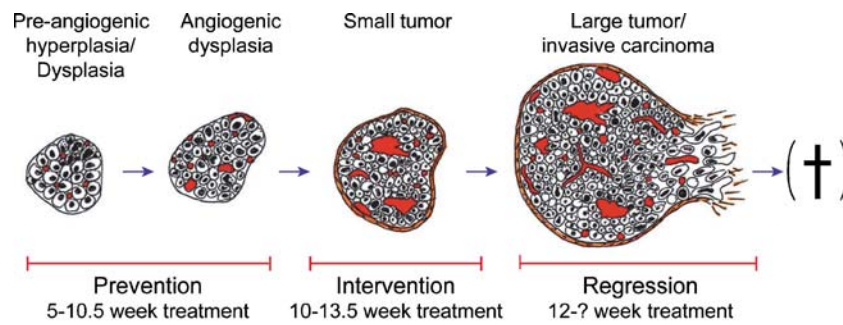 Pre-angiogenic
hyperplasia/
Dysplasia
Angiogenic
dysplasia
Small tumor
Large tumor/
invasive carcinoma
(†)
Prevention
5-10.5 week treatment
Intervention
10-13.5 week treatment
Regression
12-? week treatment